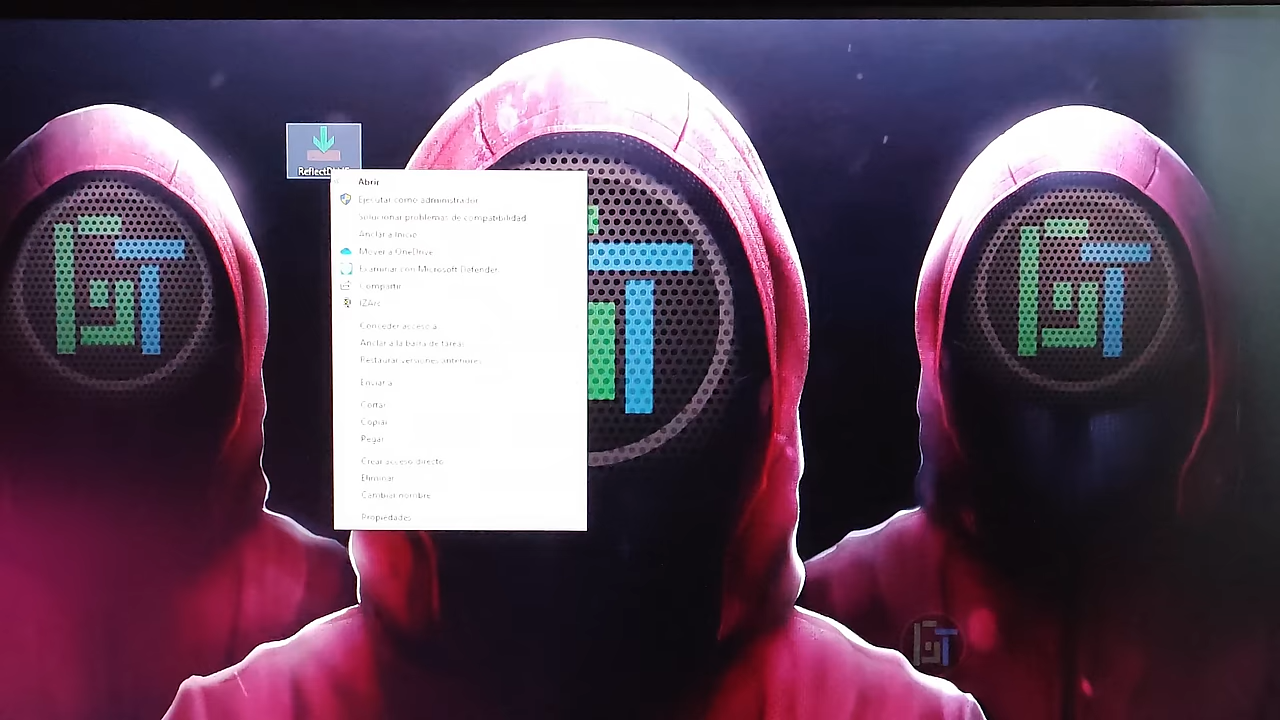 Abrir
Ejecutar como administrador
Solucionar problemas de compatibilidad
Anclar a Inicio
Mover a OneDrive
Examinar con Microsoft Defender
Compartir
IZArc
Conceder acceso a
Anclar a la barra de tareas
Restaurar versiones anteriores
Enviar a
Cortar
Copiar
Pegar
Crear acceso directo
Eliminar
Cambiar nombre
Propiedades